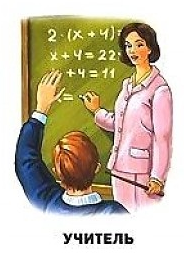 2·(x+4)=
x+4=22
+4=11
x=
УЧИТЕЛЬ